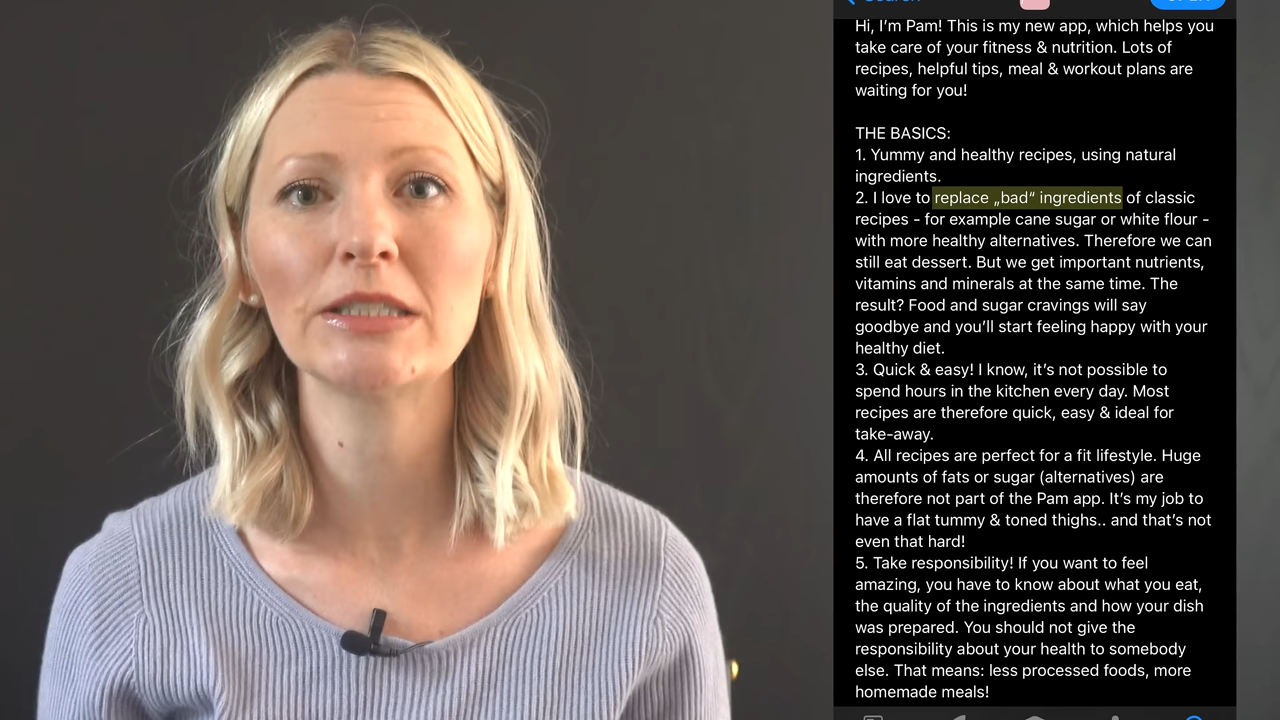 Hi, I’m Pam! This is my new app, which helps you
take care of your fitness & nutrition. Lots of
recipes, helpful tips, meal & workout plans are
waiting for you!
THE BASICS:
1. Yummy and healthy recipes, using natural
ingredients.
2. I love to replace „bad“ ingredients of classic
recipes - for example cane sugar or white flour -
with more healthy alternatives. Therefore we can
still eat dessert. But we get important nutrients,
vitamins and minerals at the same time. The
result? Food and sugar cravings will say
goodbye and you’ll start feeling happy with your
healthy diet.
3. Quick & easy! I know, it’s not possible to
spend hours in the kitchen every day. Most
recipes are therefore quick, easy & ideal for
take-away.
4. All recipes are perfect for a fit lifestyle. Huge
amounts of fats or sugar (alternatives) are
therefore not part of the Pam app. It’s my job to
have a flat tummy & toned thighs.. and that’s not
even that hard!
5. Take responsibility! If you want to feel
amazing, you have to know about what you eat,
the quality of the ingredients and how your dish
was prepared. You should not give the
responsibility about your health to somebody
else. That means: less processed foods, more
homemade meals!